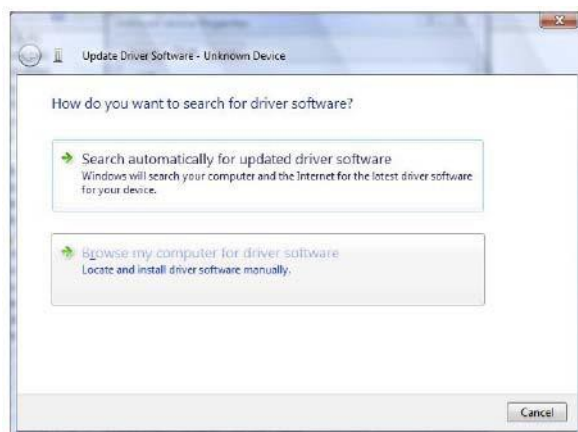 Update Driver Software - Unknown Device
How do you want to search for driver software?
Search automatically for updated driver software
Windows will search your computer and the Internet for the latest driver software
for your device.
Browse my computer for driver software
Locate and install driver software manually.
Cancel